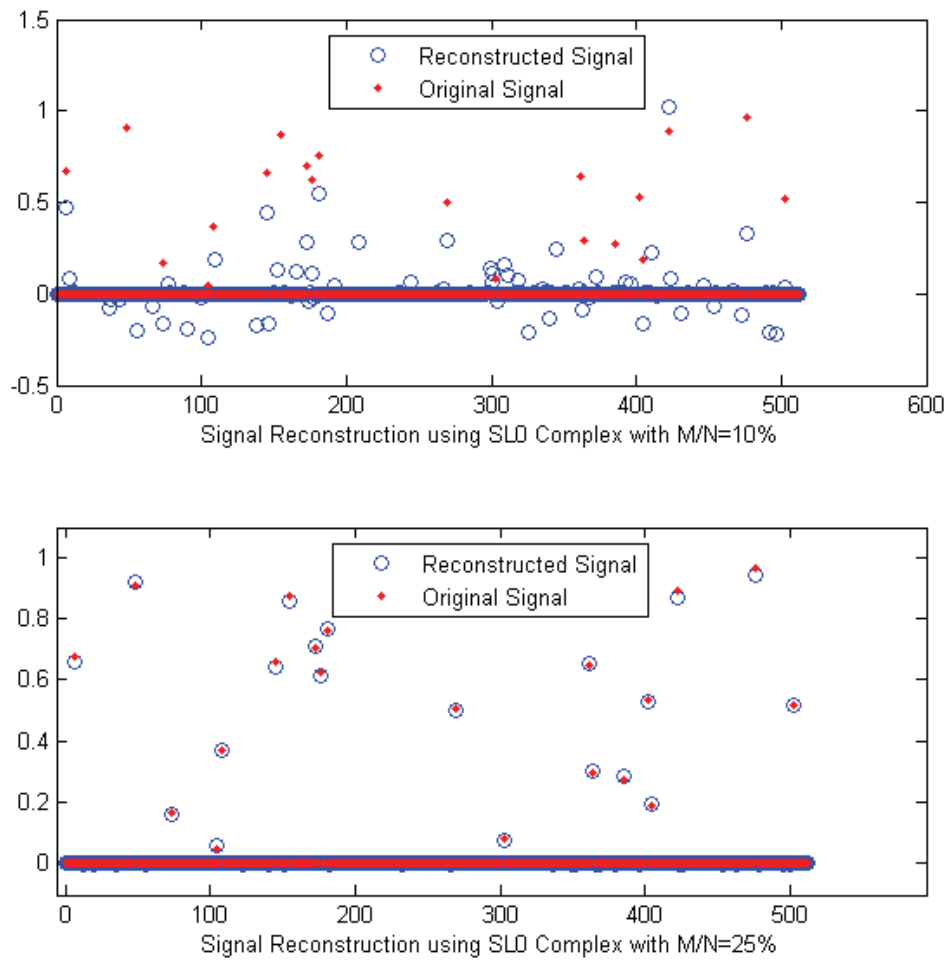 1.5
Reconstructed Signal
Original Signal
1
0.5
0
-0.5
0 100 200 300 400 500 600
Signal Reconstruction using SL0 Complex with M/N=10%
1
Reconstructed Signal
Original Signal
0.8
0.6
0.4
0.2
0
0 100 200 300 400 500
Signal Reconstruction using SL0 Complex with M/N=25%